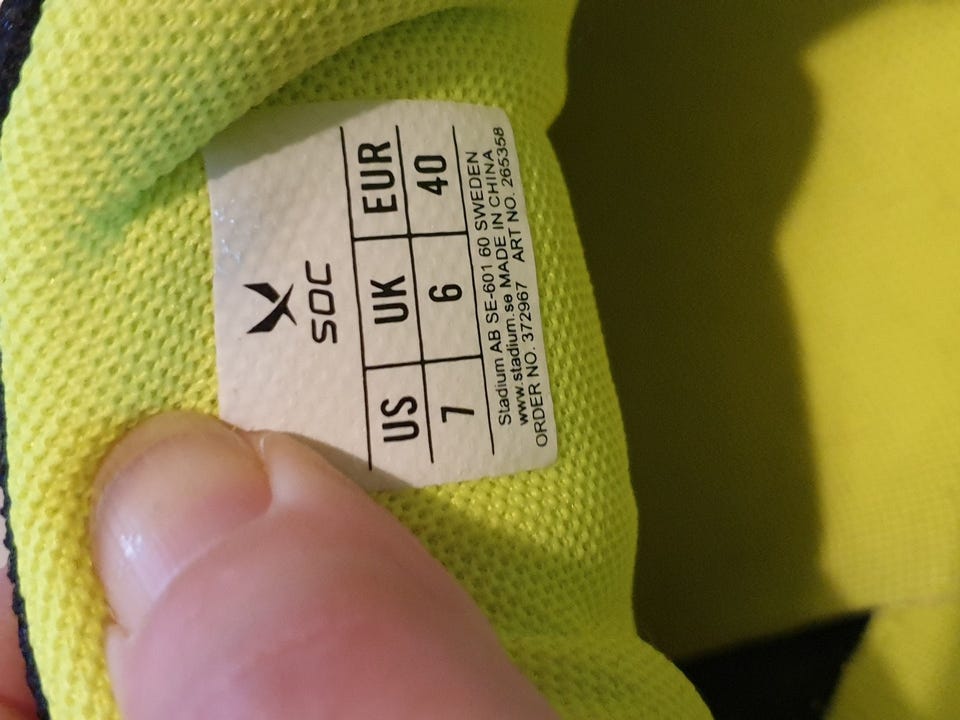 SOC
US UK EUR
7 6 40
Stadium AB SE-601 60 SWEDEN
www.stadium.se MADE IN CHINA
ORDER NO. 372967 ART NO. 265358